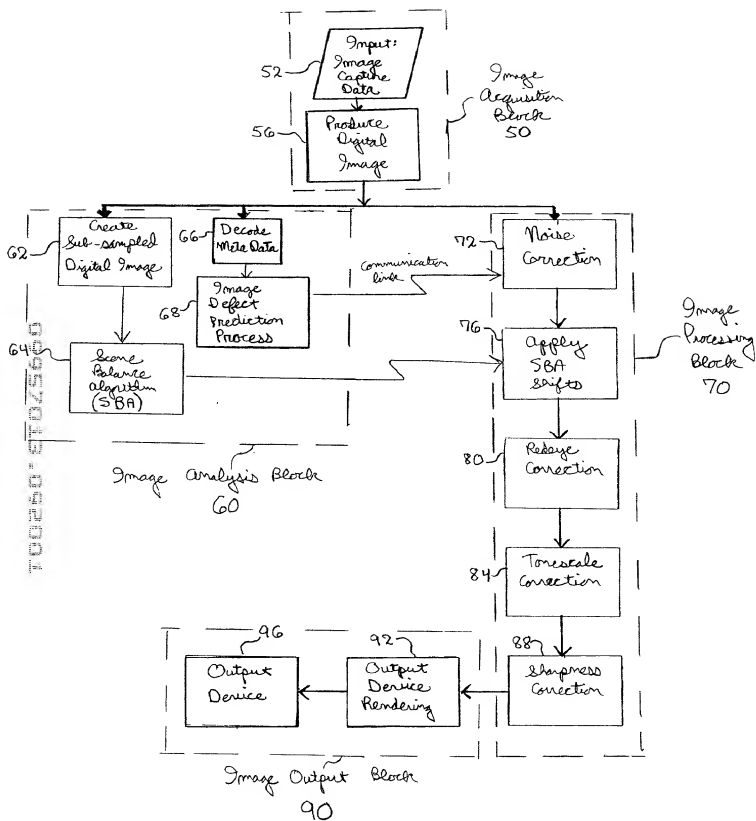 Input:
Image
Capture
Data
52
56
Produce
Digital
Image
Image
Acquisition
Block
50
62
Create
Sub-sampled
Digital Image
66
Decode
Meta Data
68
Image
Defect
Prediction
Process
communication
link
64
Scene
Balance
Algorithm
(SBA)
Image Analysis Block
60
72
Noise
Correction
76
Apply
SBA
Shifts
80
Redeye
Correction
84
Tonescale
Correction
88
Sharpness
Correction
Image
Processing
Block
70
96
Output
Device
92
Output
Device
Rendering
Image Output Block
90